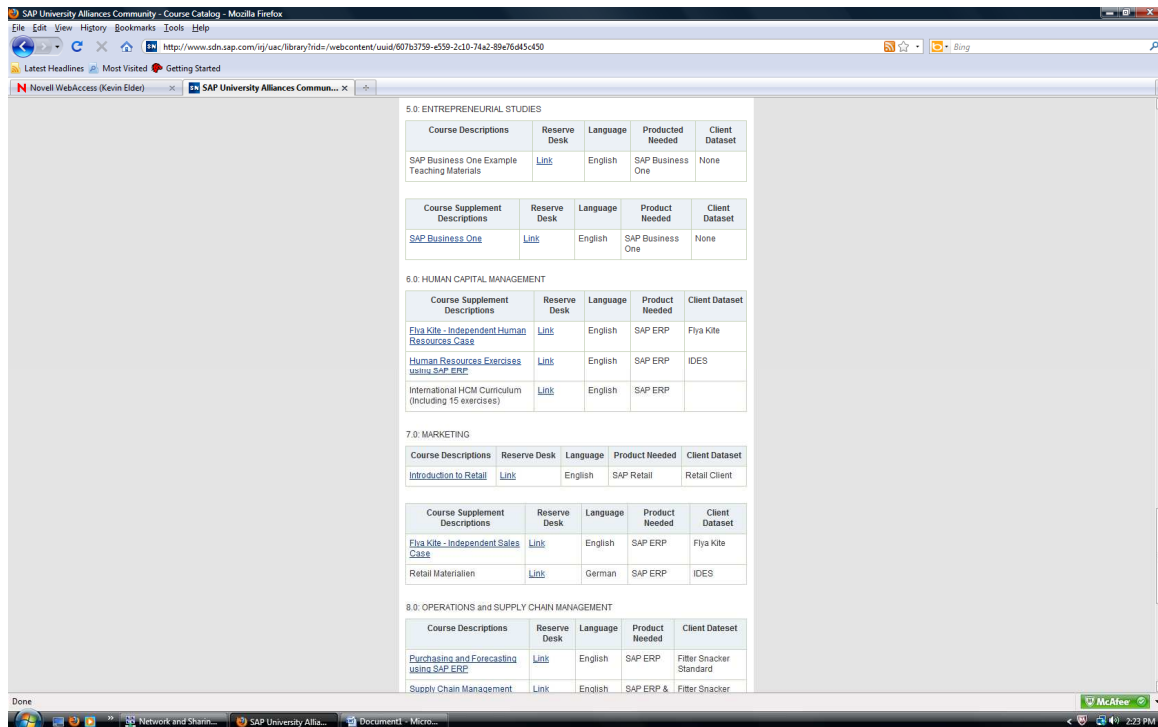 SAP University Alliances Community - Course Catalog - Mozilla Firefox
File Edit View History Bookmarks Tools Help
http://www.sdn.sap.com/irj/uac/library?rid=/webcontent/uuid/607b3759-e559-2c10-74a2-89e76d45c450
Bing
Latest Headlines Most Visited Getting Started
Novell WebAccess (Kevin Elder) SAP University Alliances Commun...
5.0: ENTREPRENEURIAL STUDIES
Course Descriptions Reserve Desk Language Producted Needed Client Dataset
SAP Business One Example Teaching Materials Link English SAP Business One None
Course Supplement Descriptions Reserve Desk Language Product Needed Client Dataset
SAP Business One Link English SAP Business One None
6.0: HUMAN CAPITAL MANAGEMENT
Course Supplement Descriptions Reserve Desk Language Product Needed Client Dataset
Flya Kite - Independent Human Resources Case Link English SAP ERP Flya Kite
Human Resources Exercises using SAP ERP Link English SAP ERP IDES
International HCM Curriculum (Including 15 exercises) Link English SAP ERP
7.0: MARKETING
Course Descriptions Reserve Desk Language Product Needed Client Dataset
Introduction to Retail Link English SAP Retail Retail Client
Course Supplement Descriptions Reserve Desk Language Product Needed Client Dataset
Flya Kite - Independent Sales Case Link English SAP ERP Flya Kite
Retail Materialien Link German SAP ERP IDES
8.0: OPERATIONS and SUPPLY CHAIN MANAGEMENT
Course Descriptions Reserve Desk Language Product Needed Client Dataset
Purchasing and Forecasting using SAP ERP Link English SAP ERP Fitter Snacker Standard
Supply Chain Management Link English SAP ERP & Fitter Snacker
Done McAfee
Network and Sharin... SAP University Allia... Document1 - Micro... 2:23 PM